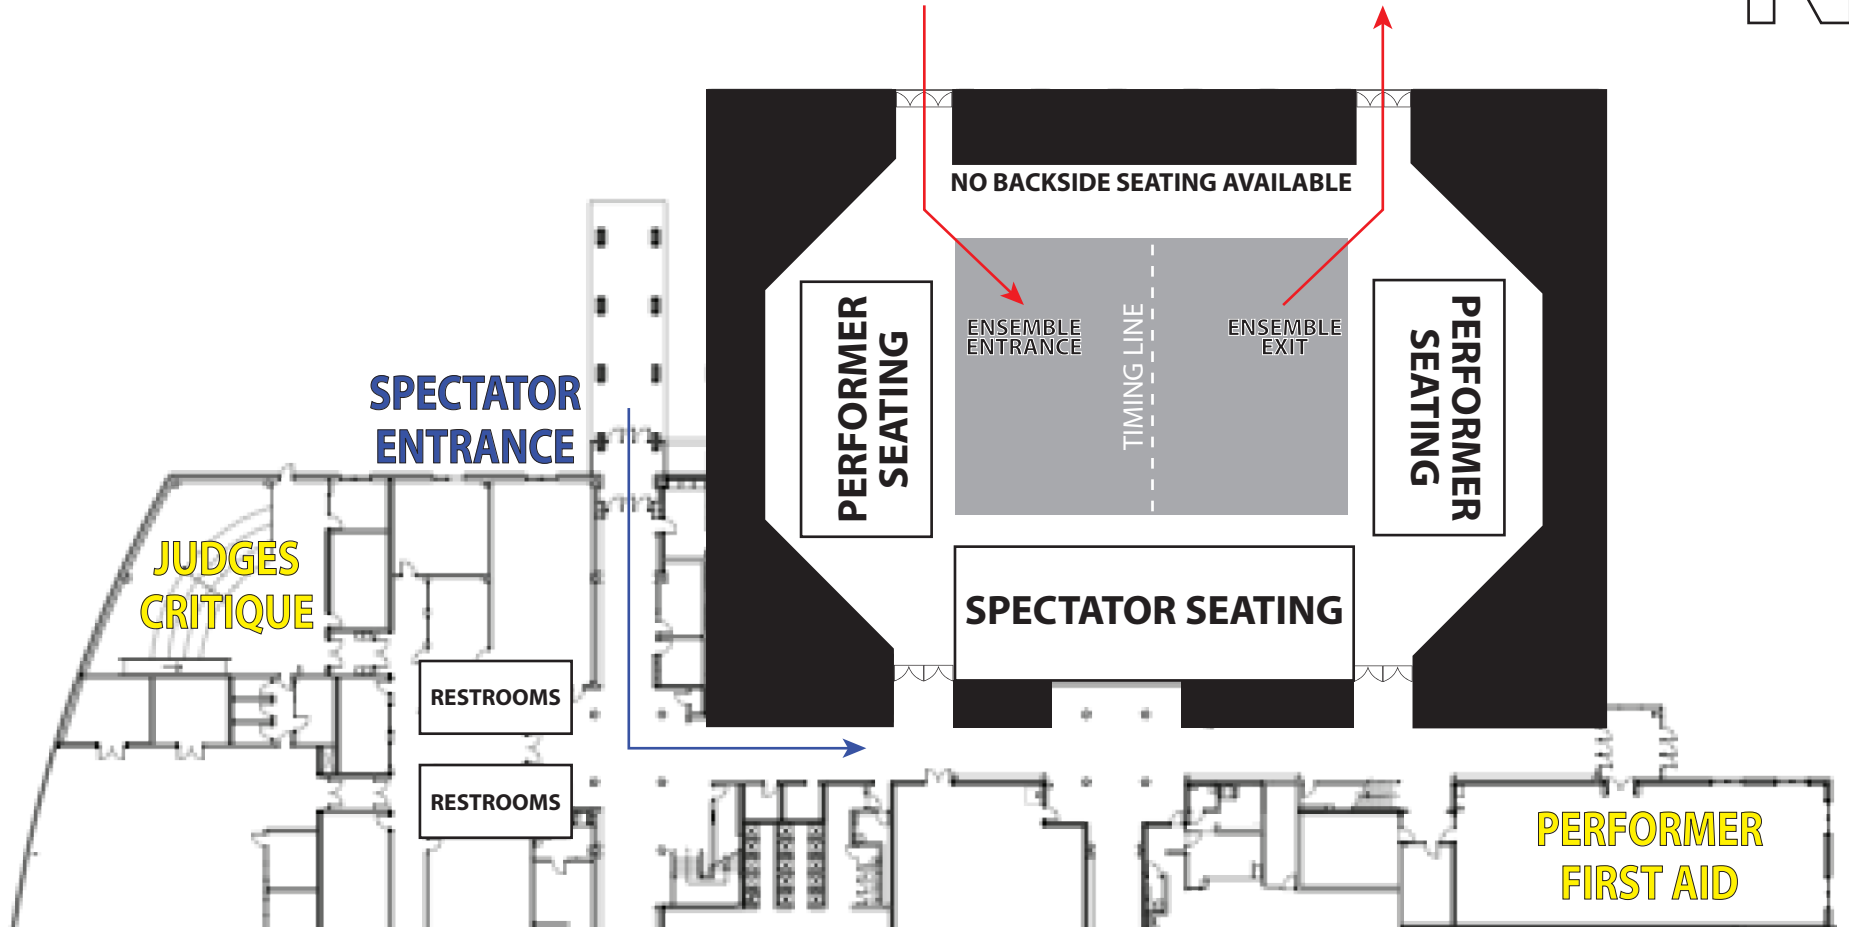 NO BACKSIDE SEATING AVAILABLE
SPECTATOR
ENTRANCE
PERFORMER
SEATING
ENSEMBLE
ENTRANCE
TIMING LINE
ENSEMBLE
EXIT
PERFORMER
SEATING
JUDGES
CRITIQUE
SPECTATOR SEATING
RESTROOMS
RESTROOMS
PERFORMER
FIRST AID